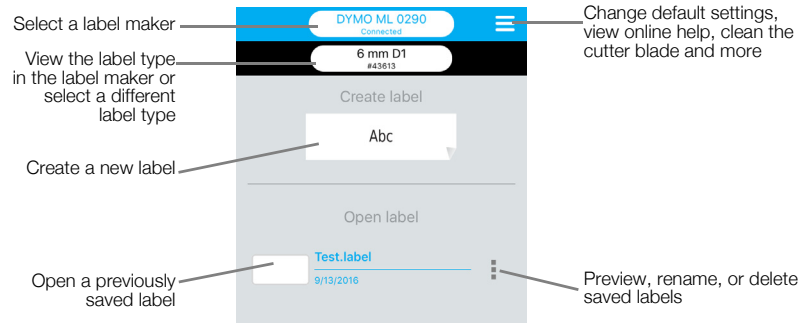 Select a label maker
DYMO ML 0290
Connected
Change default settings,
view online help, clean the
cutter blade and more
View the label type
in the label maker or
select a different
label type
6 mm D1
#43613
Create label
Abc
Create a new label
Open label
Test.label
9/13/2016
Open a previously
saved label
Preview, rename, or delete
saved labels